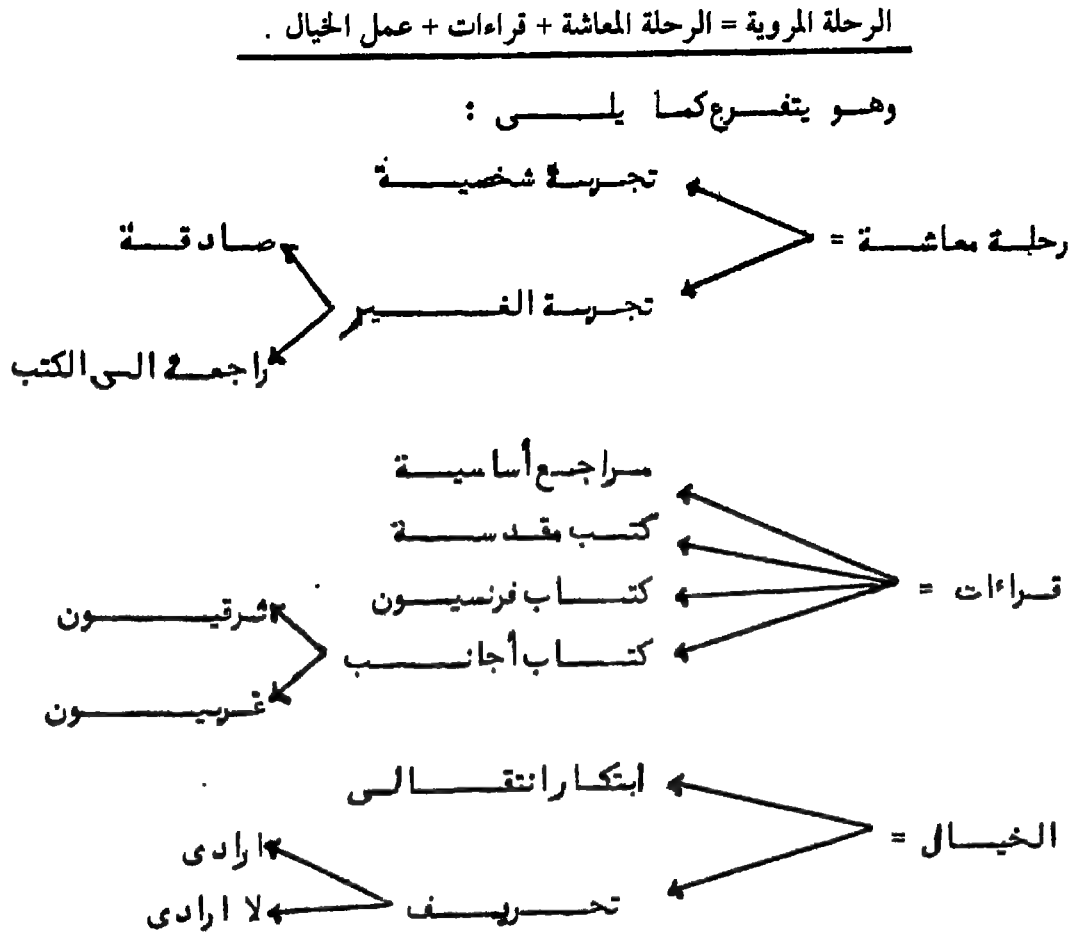 الرحلة المروية = الرحلة المعاشة + قراءات + عمل الخيال .
وهو يتفرع كما يلي :
تجربة شخصية
رحلة معاشة =
صادقة
تجربة الغير
راجعة الى الكتب
مراجع أساسية
كتب مقدسة
قراءات =
كتاب فرنسيون
شرقيون
كتاب أجانب
غربيون
ابتكار انتقالى
الخيال =
ارادى
تحريف
لا ارادى